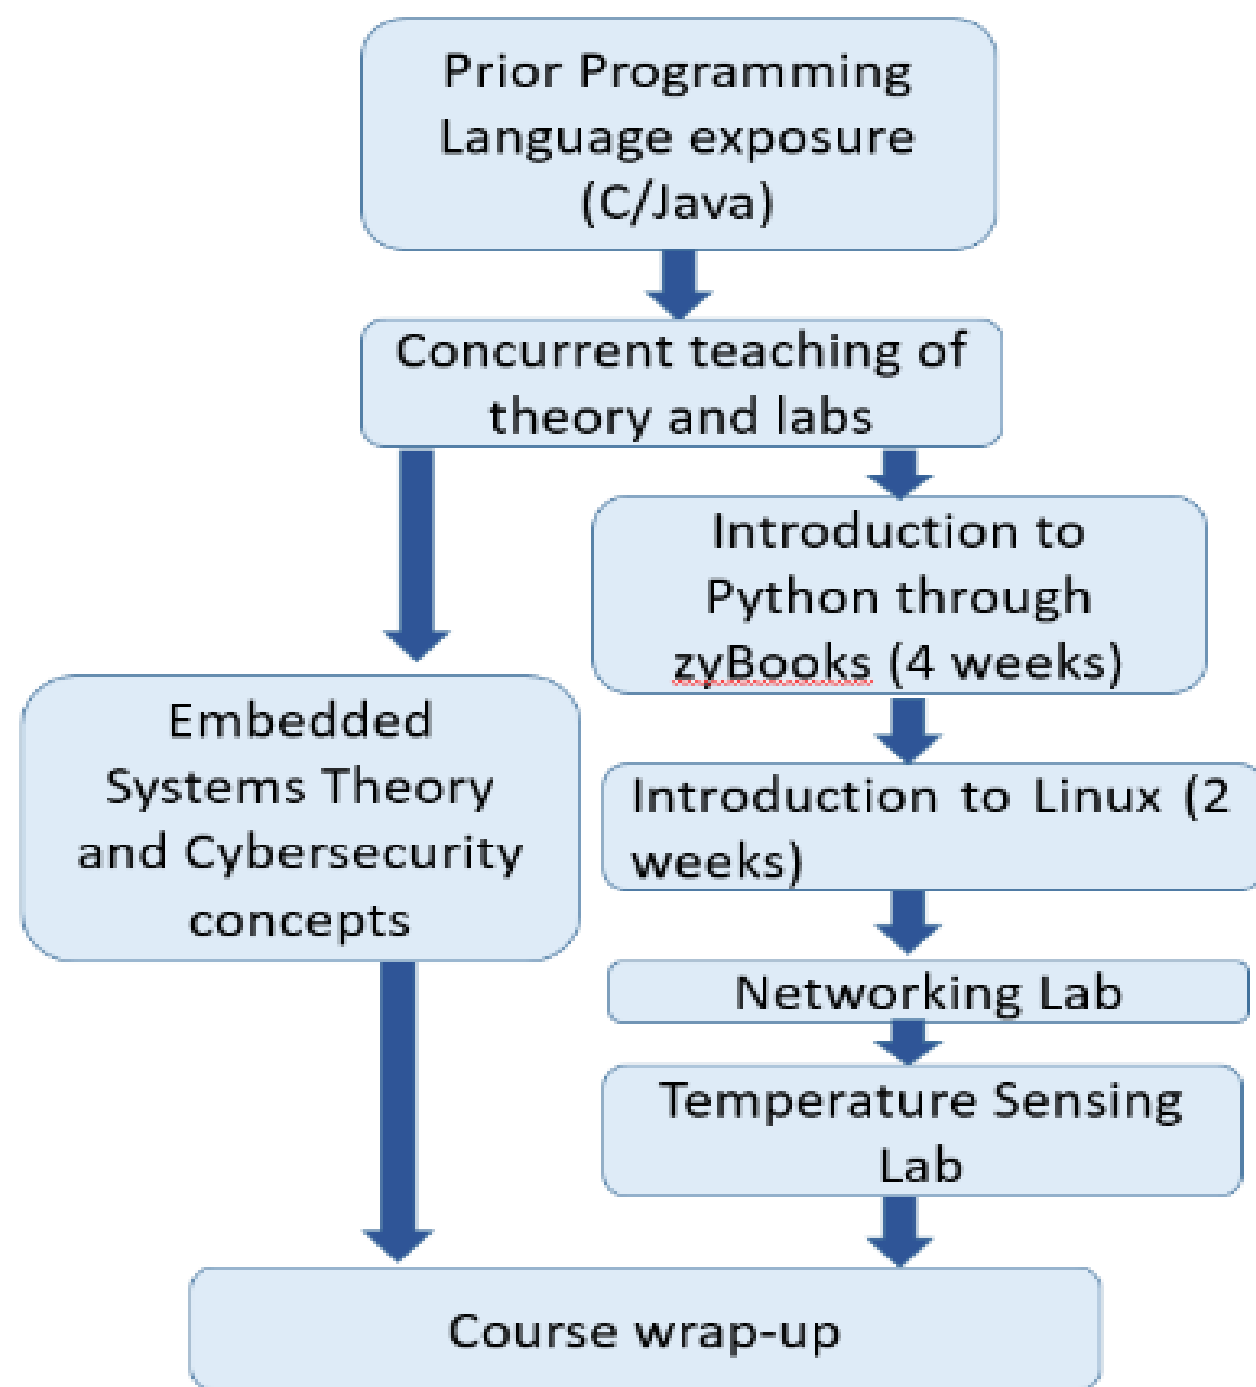 Prior Programming
Language exposure
(C/Java)
Concurrent teaching of
theory and labs
Introduction to
Python through
zyBooks (4 weeks)
Embedded
Systems Theory
and Cybersecurity
concepts
Introduction to Linux (2
weeks)
Networking Lab
Temperature Sensing
Lab
Course wrap-up